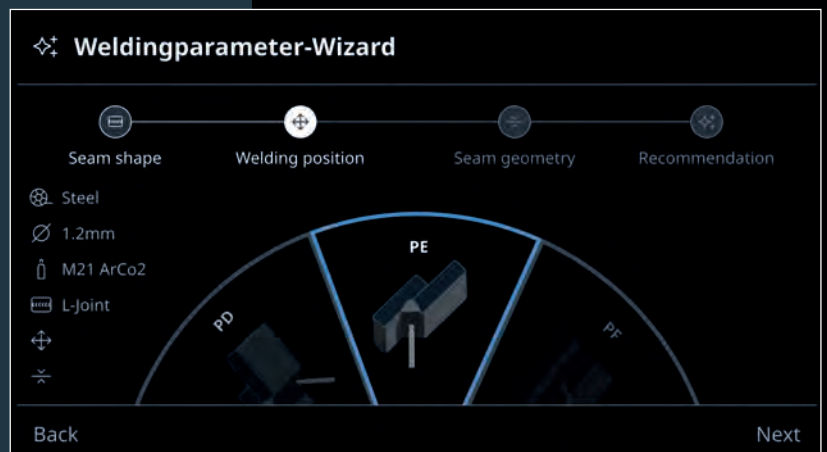 Weldingparameter-Wizard
Seam shape
Welding position
Seam geometry
Recommendation
Steel
1.2mm
M21 ArCo2
L-Joint
PD
PE
PF
Back
Next